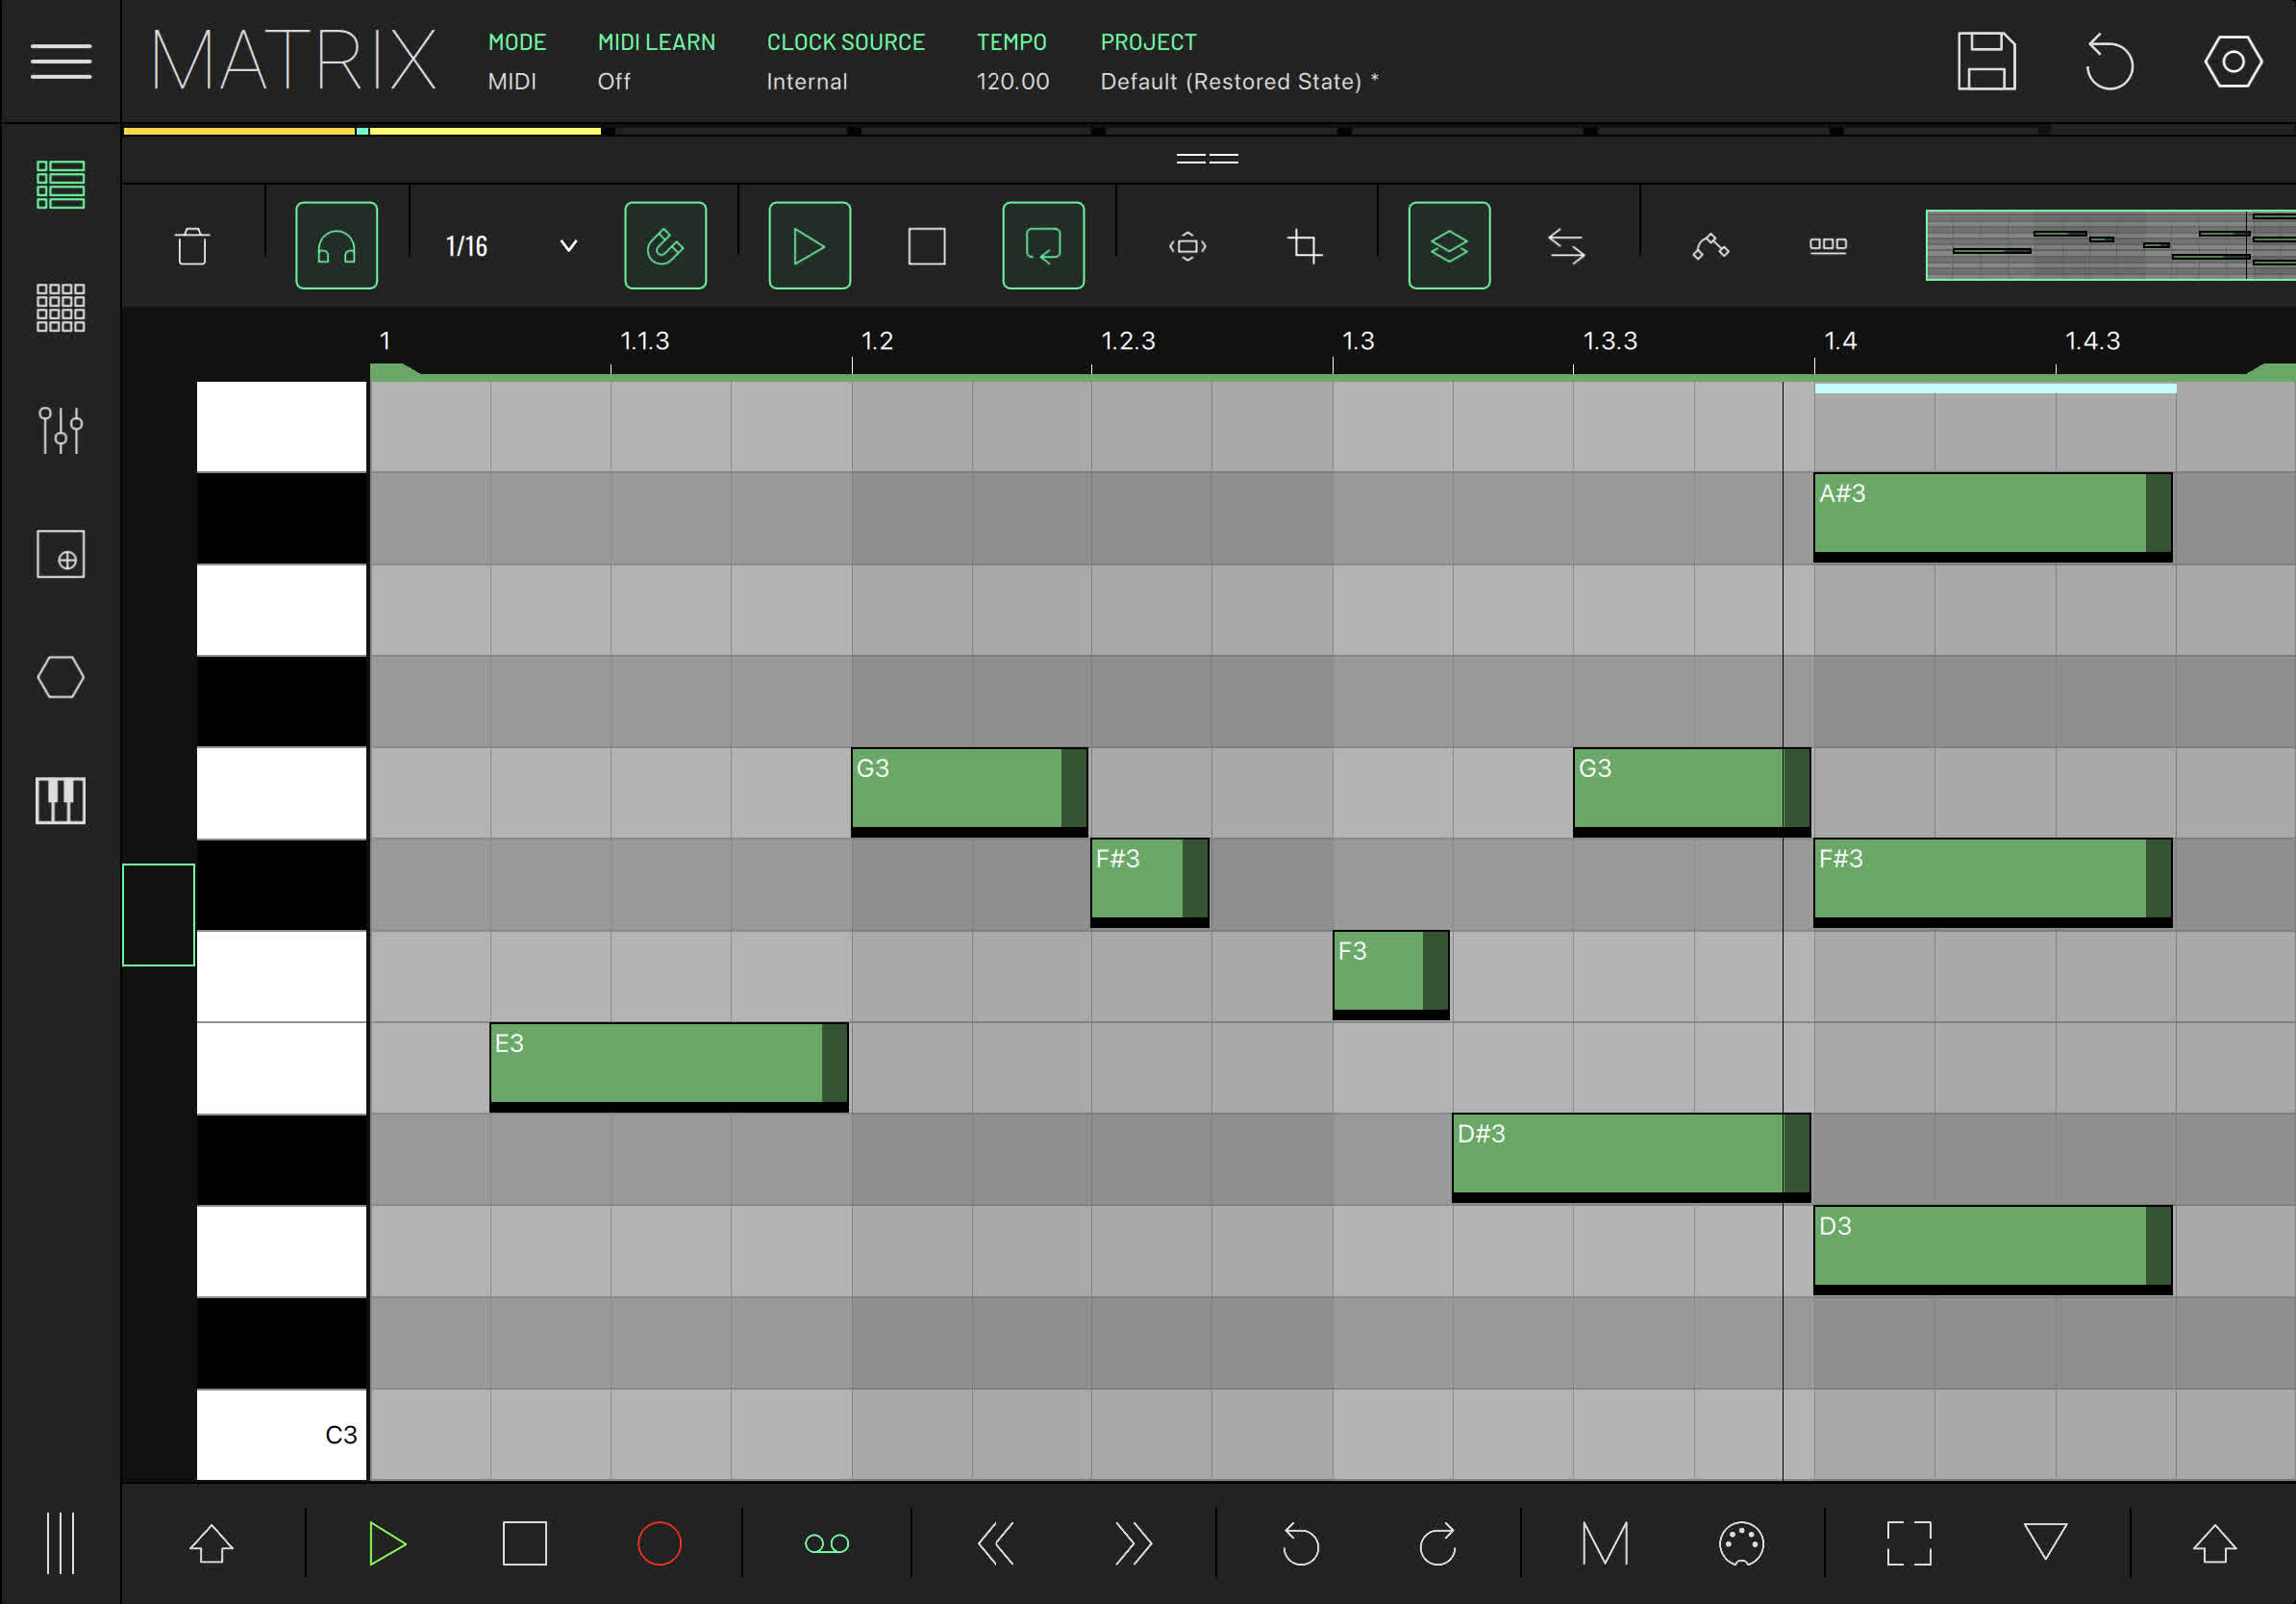 MATRIX
MODE MIDI LEARN CLOCK SOURCE TEMPO PROJECT
MIDI Off Internal 120.00 Default (Restored State) *
1/16
1 1.1.3 1.2 1.2.3 1.3 1.3.3 1.4 1.4.3
A#3
G3 G3
F#3 F#3
F3
E3
D#3
D3
C3
M